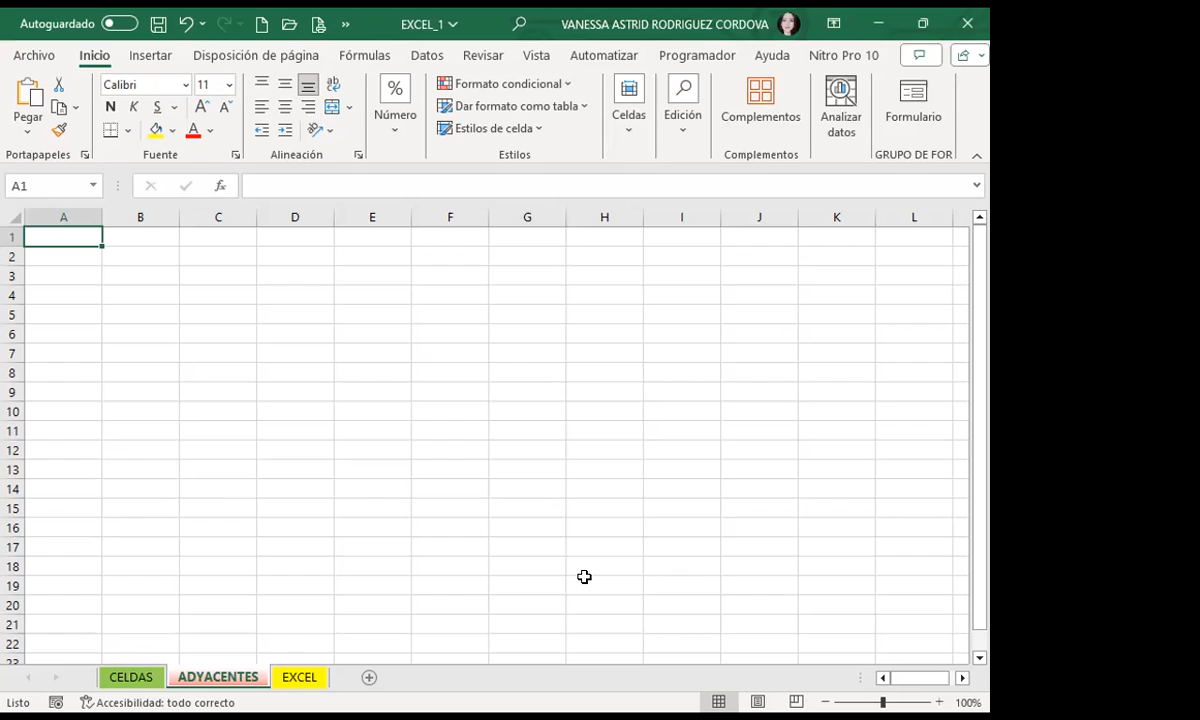 Autoguardado EXCEL_1 VANESSA ASTRID RODRIGUEZ CORDOVA
Archivo Inicio Insertar Disposición de página Fórmulas Datos Revisar Vista Automatizar Programador Ayuda Nitro Pro 10
Pegar
Portapapeles
Calibri 11
N K S
Fuente
Alineación
%
Número
Formato condicional
Dar formato como tabla
Estilos de celda
Estilos
Celdas
Edición
Complementos
Complementos
Analizar
datos
Formulario
GRUPO DE FOR
A1 fx
A B C D E F G H I J K L
1
2
3
4
5
6
7
8
9
10
11
12
13
14
15
16
17
18
19
20
21
22
23
CELDAS ADYACENTES EXCEL
Listo Accesibilidad: todo correcto 100%